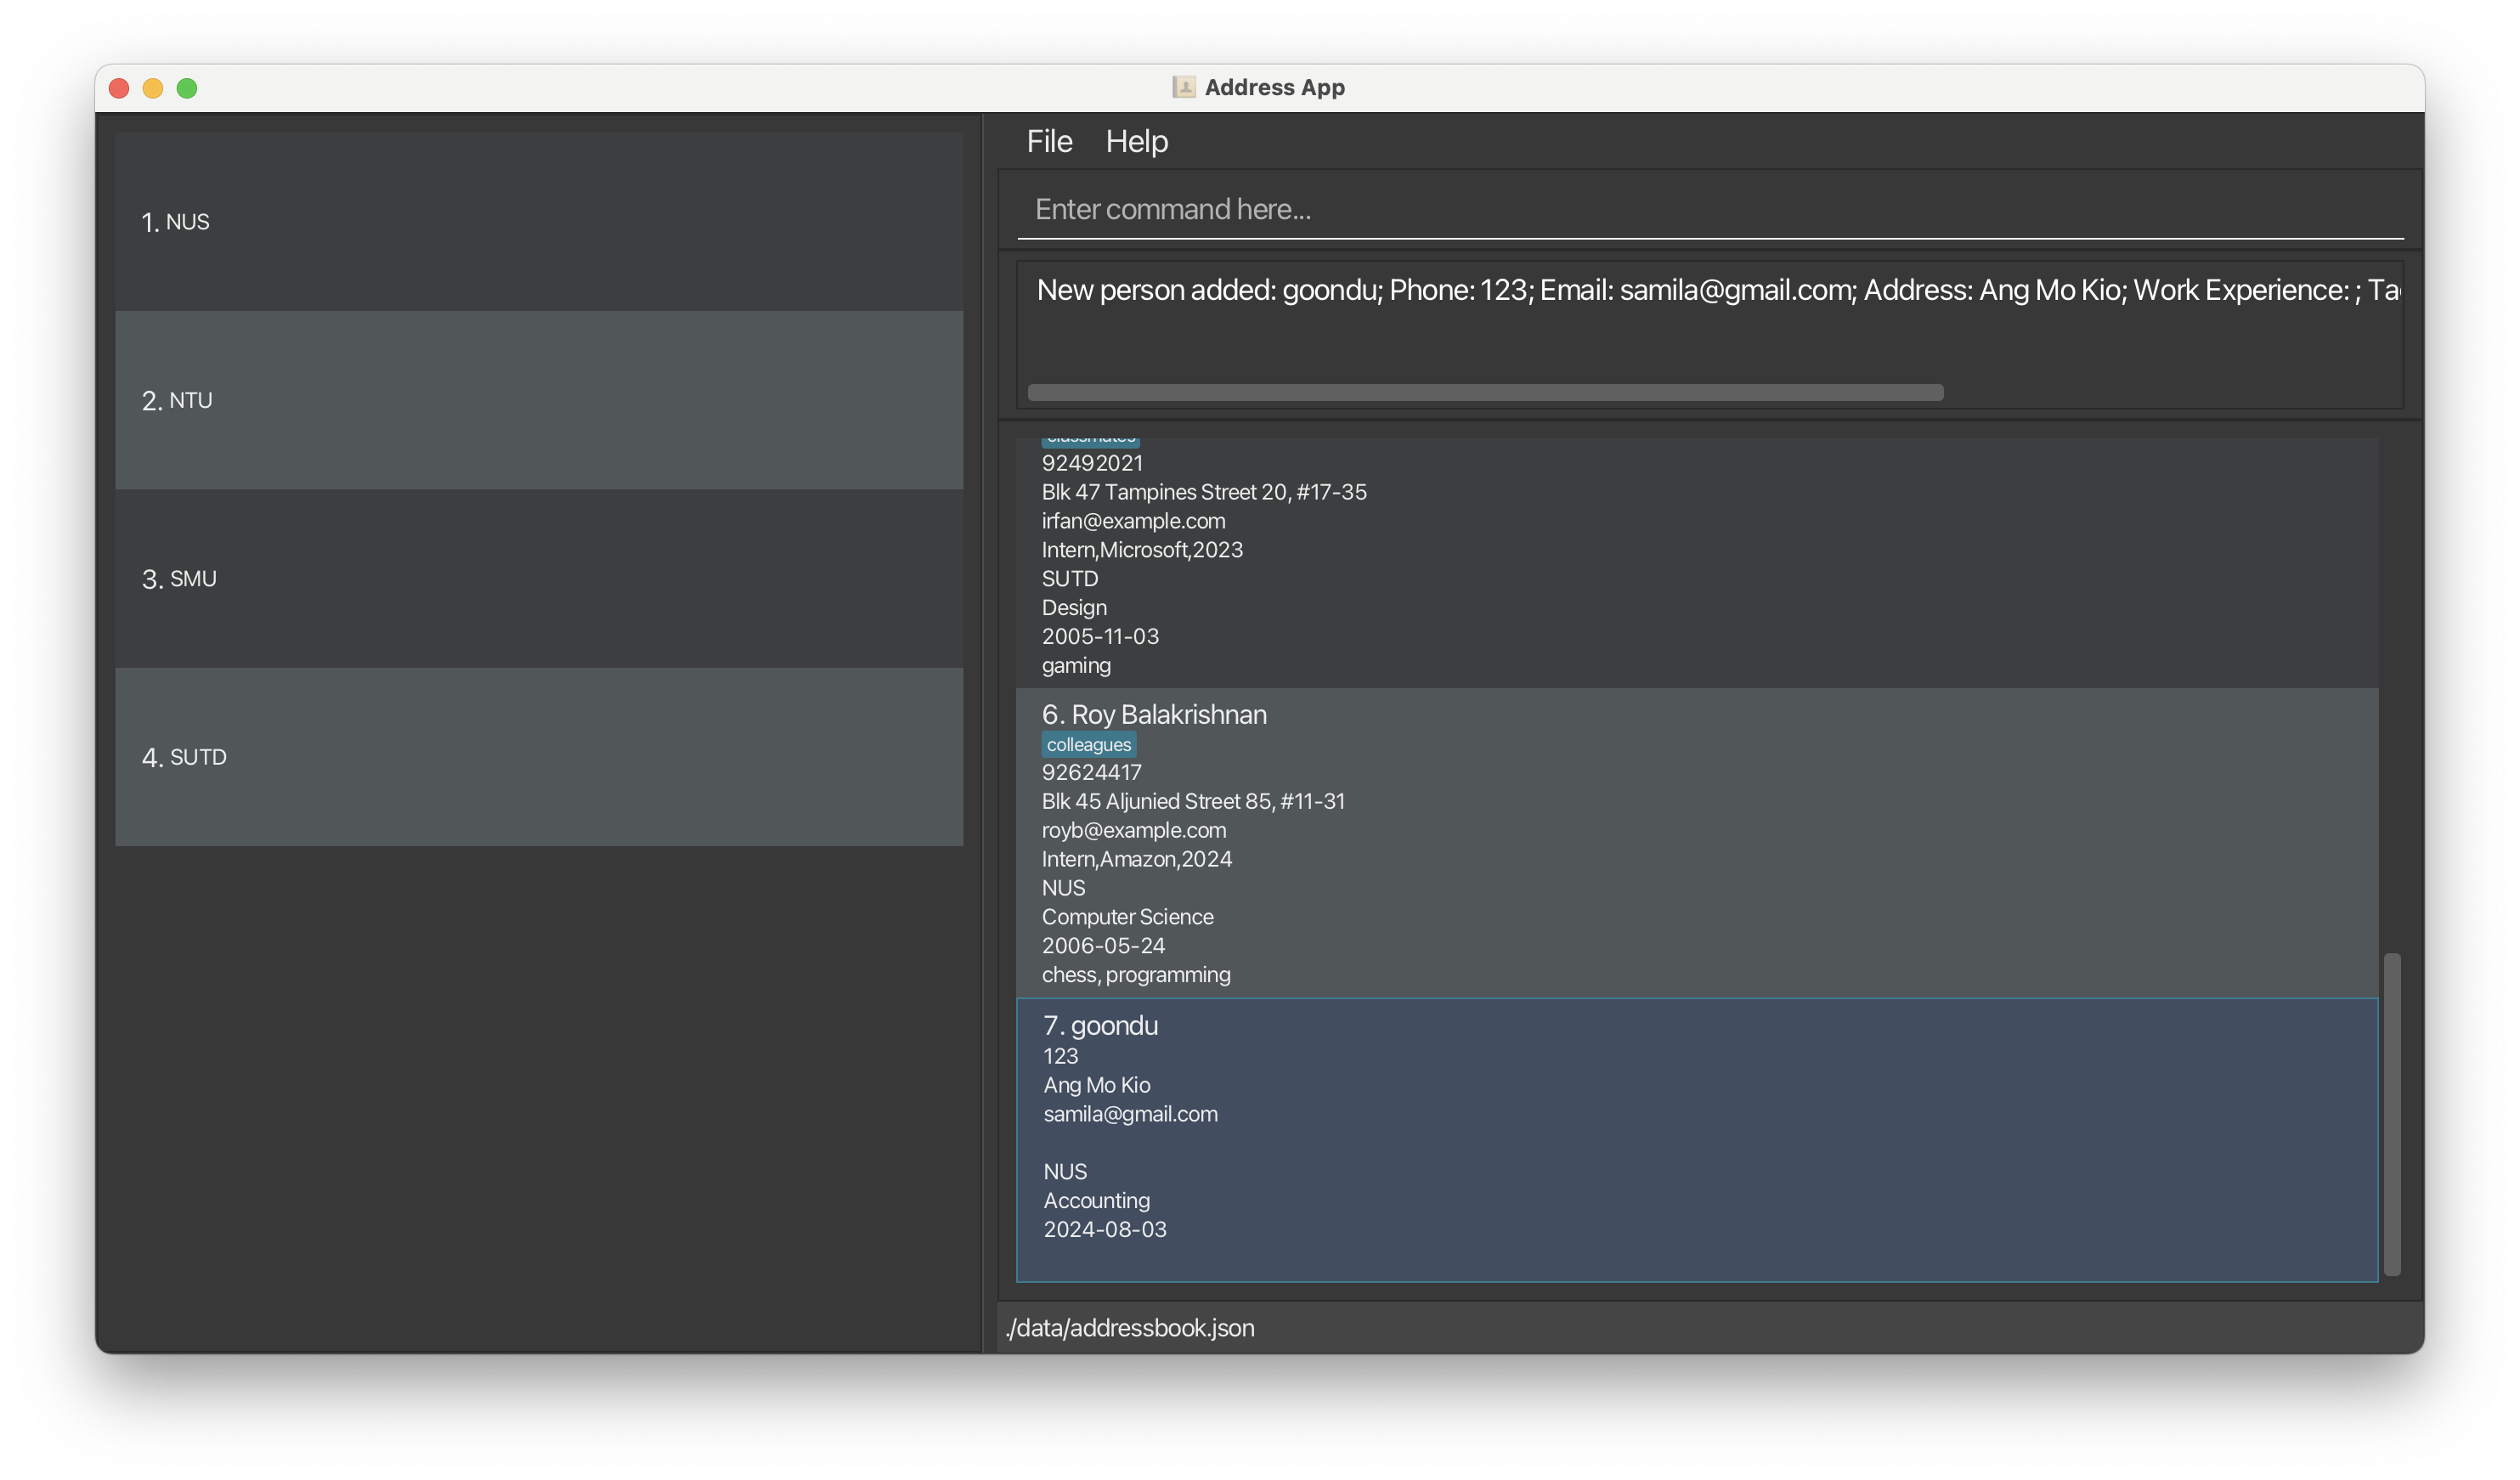 Address App
1. NUS
2. NTU
3. SMU
4. SUTD
File Help
Enter command here...
New person added: goondu; Phone: 123; Email: samila@gmail.com; Address: Ang Mo Kio; Work Experience: ; Ta
classmates
92492021
Blk 47 Tampines Street 20, #17-35
irfan@example.com
Intern,Microsoft,2023
SUTD
Design
2005-11-03
gaming
6. Roy Balakrishnan
colleagues
92624417
Blk 45 Aljunied Street 85, #11-31
royb@example.com
Intern,Amazon,2024
NUS
Computer Science
2006-05-24
chess, programming
7. goondu
123
Ang Mo Kio
samila@gmail.com
NUS
Accounting
2024-08-03
./data/addressbook.json